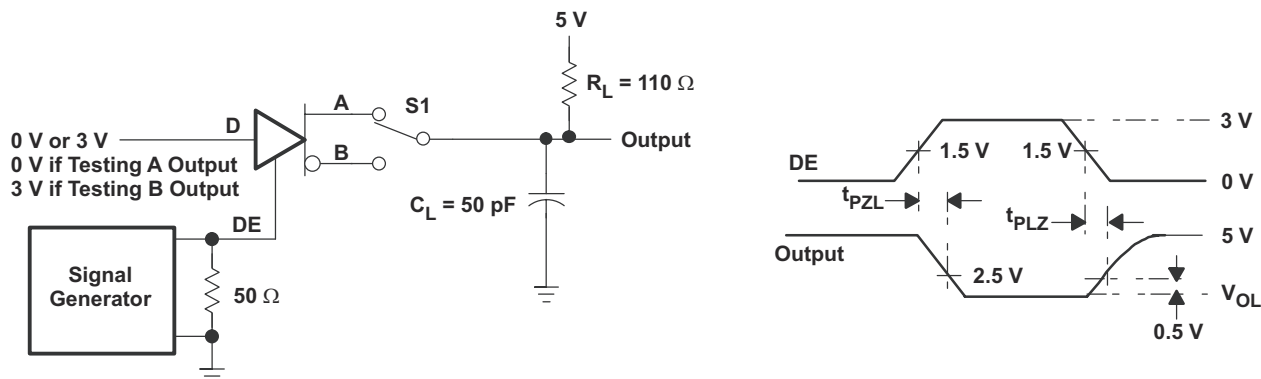 5 V
R_L = 110 Ω
A
S1
D
0 V or 3 V
0 V if Testing A Output
3 V if Testing B Output
B
Output
C_L = 50 pF
DE
Signal
Generator
50 Ω
3 V
DE
1.5 V
1.5 V
0 V
t_PZL
t_PLZ
Output
5 V
2.5 V
V_OL
0.5 V